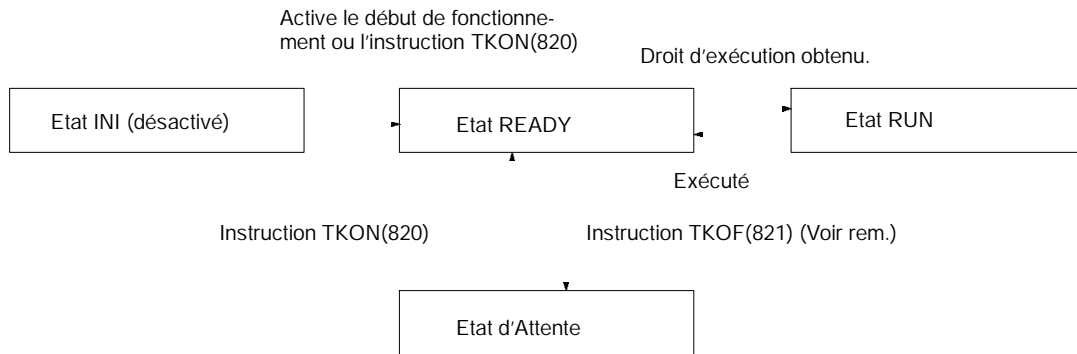 Active le début de fonctionne-
ment ou l'instruction TKON(820)
Droit d'exécution obtenu.
Etat INI (désactivé)
Etat READY
Etat RUN
Exécuté
Instruction TKON(820)
Instruction TKOF(821) (Voir rem.)
Etat d'Attente